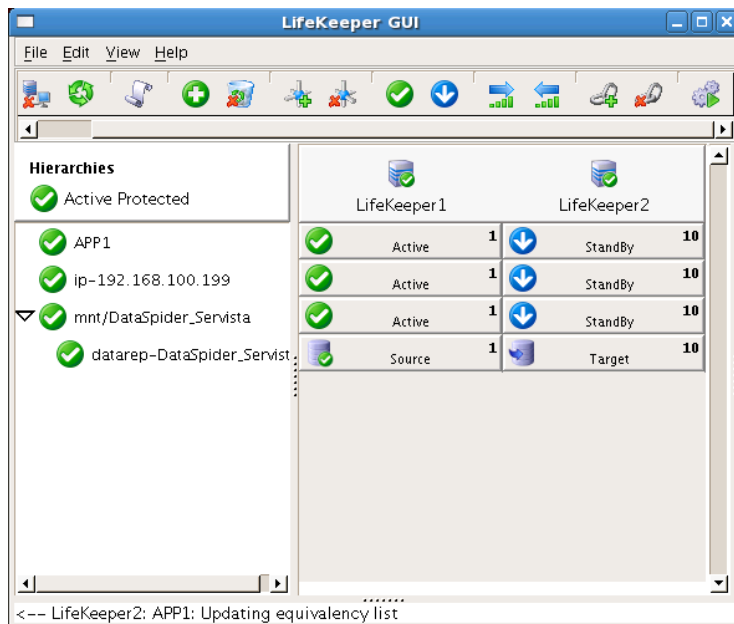 LifeKeeper GUI
File Edit View Help
Hierarchies
Active Protected
LifeKeeper1 LifeKeeper2
APP1 Active 1 StandBy 10
ip-192.168.100.199 Active 1 StandBy 10
mnt/DataSpider_Servista Active 1 StandBy 10
datarep-DataSpider_Servist Source 1 Target 10
<-- LifeKeeper2: APP1: Updating equivalency list